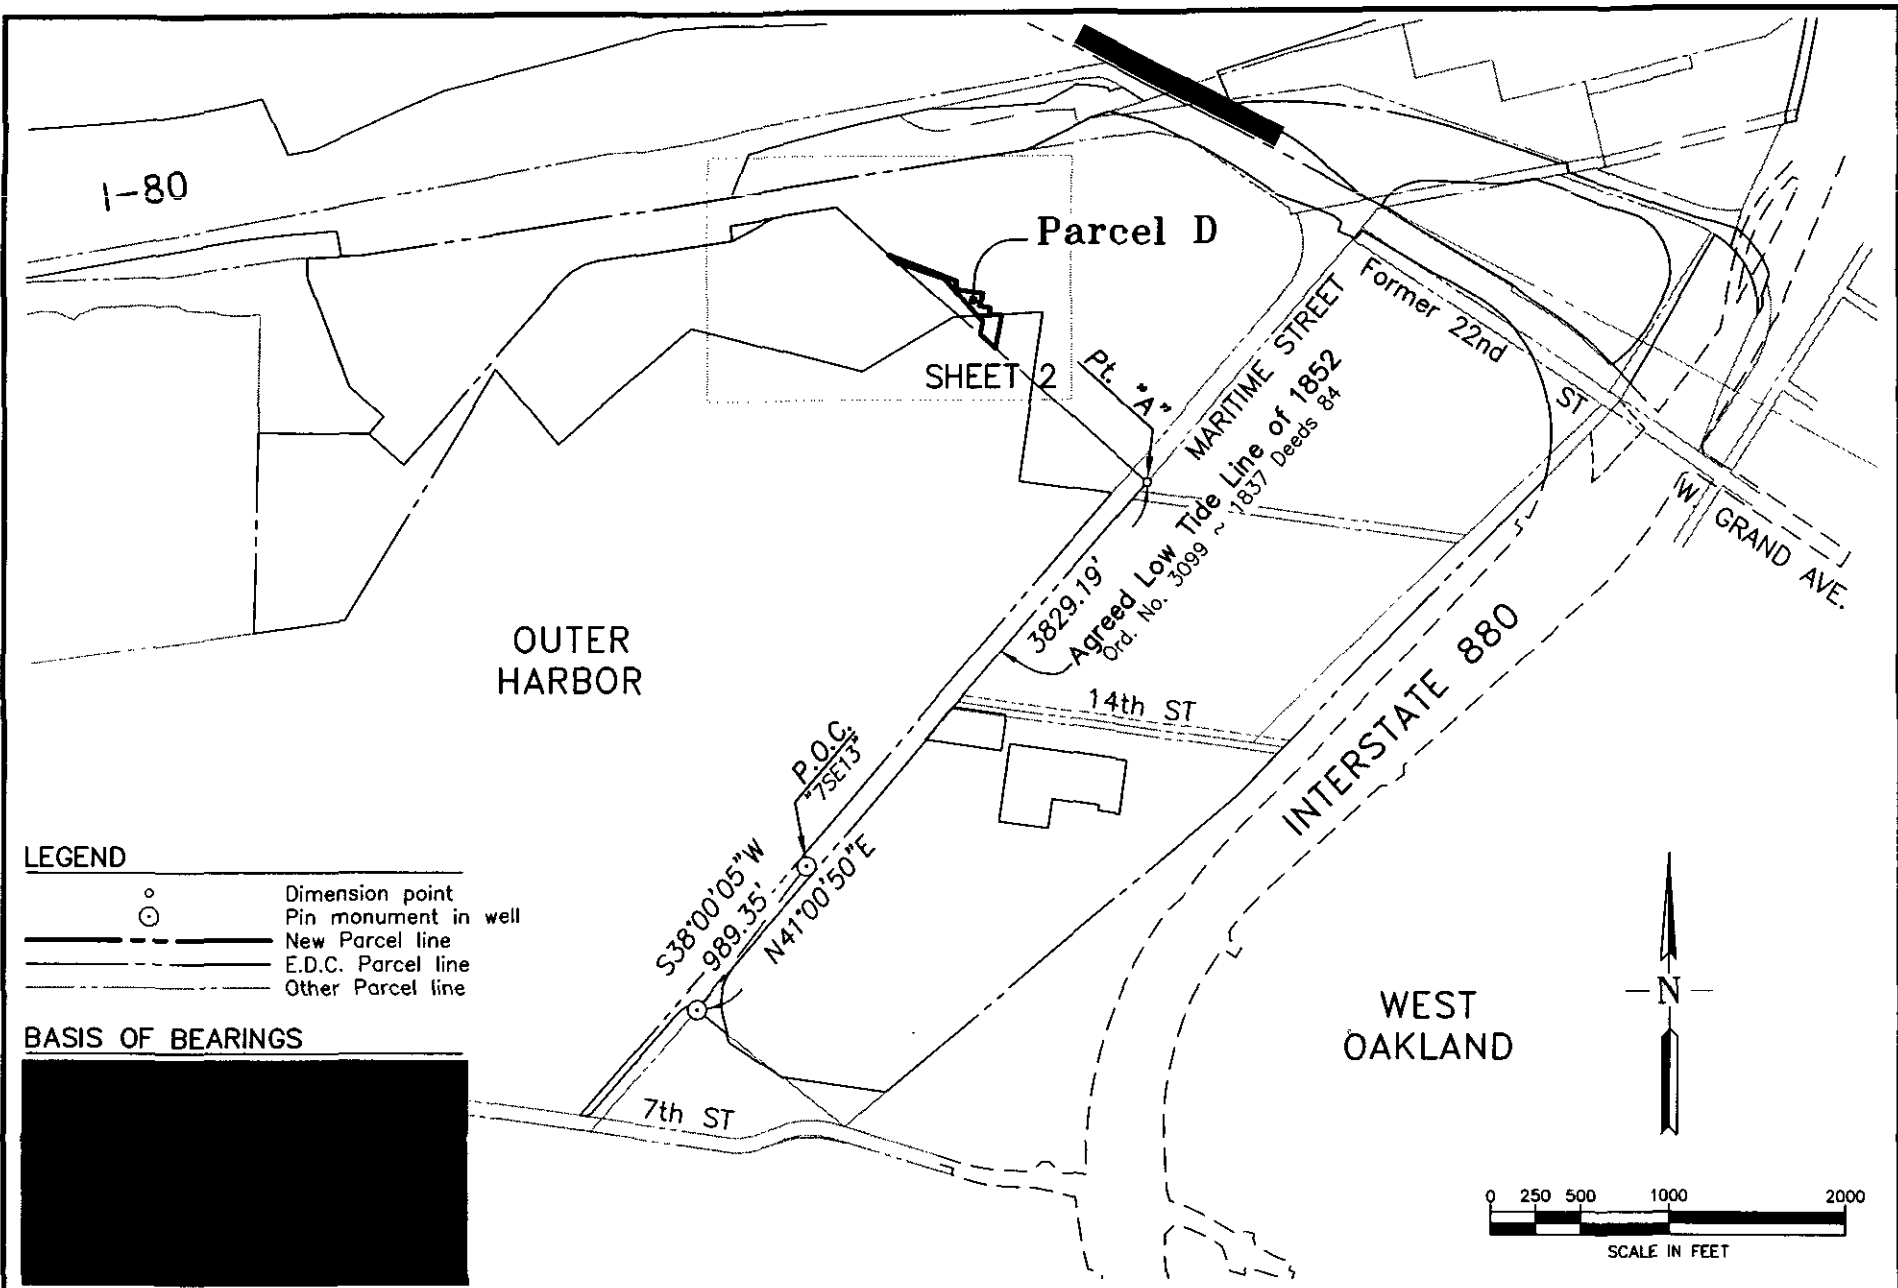 I-80
Parcel D
SHEET 2
Pt. "A"
MARITIME STREET
Former 22nd
ST
Agreed Low Tide Line of 1852
Ord. No. 3099 ~ 1837 Deeds 84
3829.19'
W. GRAND AVE.
OUTER
HARBOR
14th ST
INTERSTATE 880
P.O.C.
"7SE13"
S38°00'05"W
989.35'
N41°00'50"E
LEGEND
Dimension point
Pin monument in well
New Parcel line
E.D.C. Parcel line
Other Parcel line
BASIS OF BEARINGS
7th ST
WEST
OAKLAND
N
0 250 500 1000 2000
SCALE IN FEET